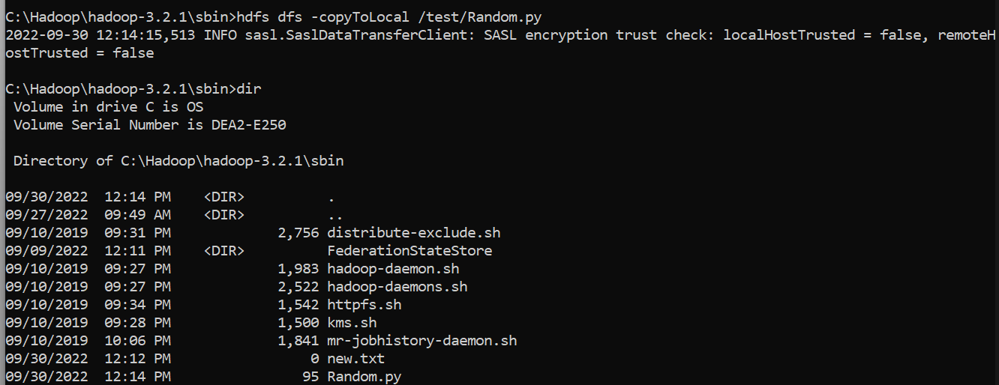 C:\Hadoop\hadoop-3.2.1\sbin>hdfs dfs -copyToLocal /test/Random.py
2022-09-30 12:14:15,513 INFO sasl.SaslDataTransferClient: SASL encryption trust check: localHostTrusted = false, remoteH
ostTrusted = false
C:\Hadoop\hadoop-3.2.1\sbin>dir
 Volume in drive C is OS
 Volume Serial Number is DEA2-E250
 Directory of C:\Hadoop\hadoop-3.2.1\sbin
09/30/2022  12:14 PM    <DIR>          .
09/27/2022  09:49 AM    <DIR>          ..
09/10/2019  09:31 PM             2,756 distribute-exclude.sh
09/09/2022  12:11 PM    <DIR>          FederationStateStore
09/10/2019  09:27 PM             1,983 hadoop-daemon.sh
09/10/2019  09:27 PM             2,522 hadoop-daemons.sh
09/10/2019  09:34 PM             1,542 httpfs.sh
09/10/2019  09:28 PM             1,500 kms.sh
09/10/2019  10:06 PM             1,841 mr-jobhistory-daemon.sh
09/30/2022  12:12 PM                 0 new.txt
09/30/2022  12:14 PM                95 Random.py